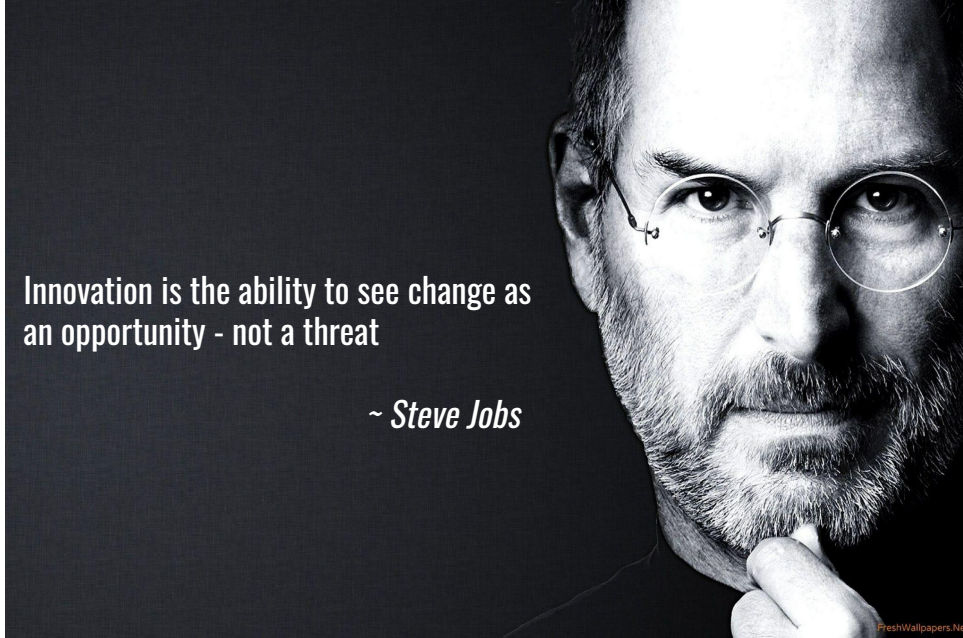 Innovation is the ability to see change as
an opportunity - not a threat
~ Steve Jobs
FreshWallpapers.Ne